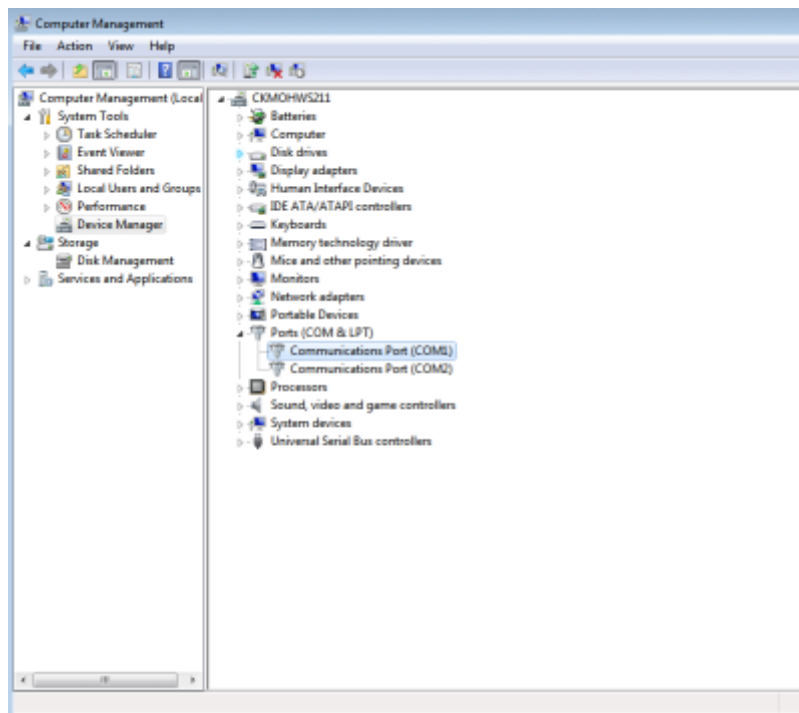 Computer Management
File Action View Help
Computer Management (Local
System Tools
Task Scheduler
Event Viewer
Shared Folders
Local Users and Groups
Performance
Device Manager
Storage
Disk Management
Services and Applications
CKMOHWS211
Batteries
Computer
Disk drives
Display adapters
Human Interface Devices
IDE ATA/ATAPI controllers
Keyboards
Memory technology driver
Mice and other pointing devices
Monitors
Network adapters
Portable Devices
Ports (COM & LPT)
Communications Port (COM1)
Communications Port (COM2)
Processors
Sound, video and game controllers
System devices
Universal Serial Bus controllers